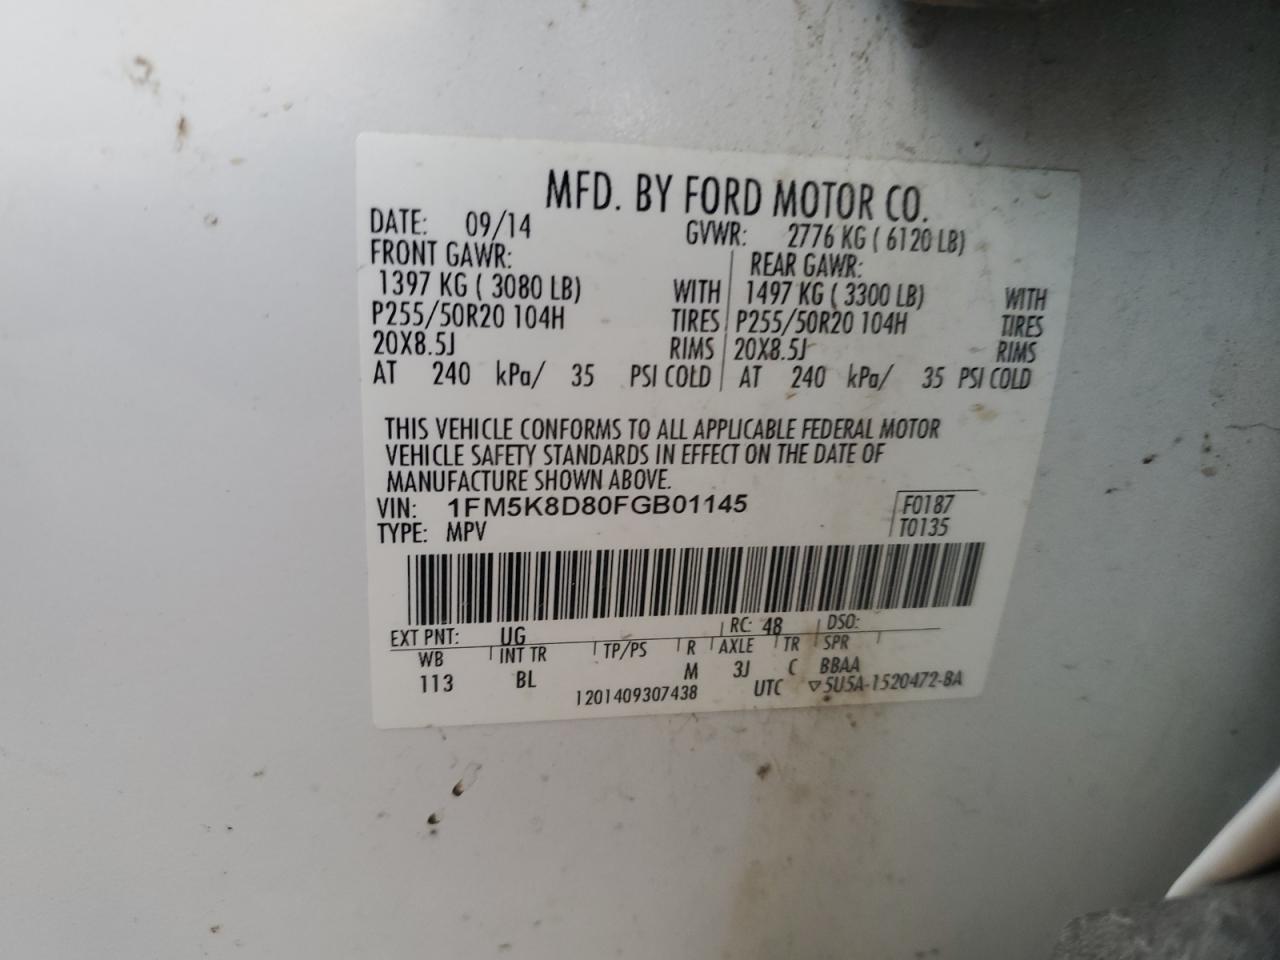 MFD. BY FORD MOTOR CO.
DATE: 09/14 GVWR: 2776 KG ( 6120 LB)
FRONT GAWR: REAR GAWR:
1397 KG ( 3080 LB) WITH 1497 KG ( 3300 LB) WITH
P255/50R20 104H TIRES P255/50R20 104H TIRES
20X8.5J RIMS 20X8.5J RIMS
AT 240 kPa/ 35 PSI COLD AT 240 kPa/ 35 PSI COLD
THIS VEHICLE CONFORMS TO ALL APPLICABLE FEDERAL MOTOR
VEHICLE SAFETY STANDARDS IN EFFECT ON THE DATE OF
MANUFACTURE SHOWN ABOVE.
VIN: 1FM5K8D80FGB01145 F0187
TYPE: MPV T0135
EXT PNT: UG RC: 48 DSO:
WB INT TR TP/PS R AXLE TR SPR
113 BL M 3J C BBAA
1201409307438 UTC ▽5U5A-1520472-BA